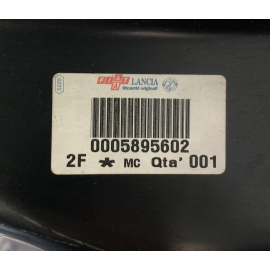 FIAT LANCIA
Ricambi originali
0005895602
2F * MC Qta' 001